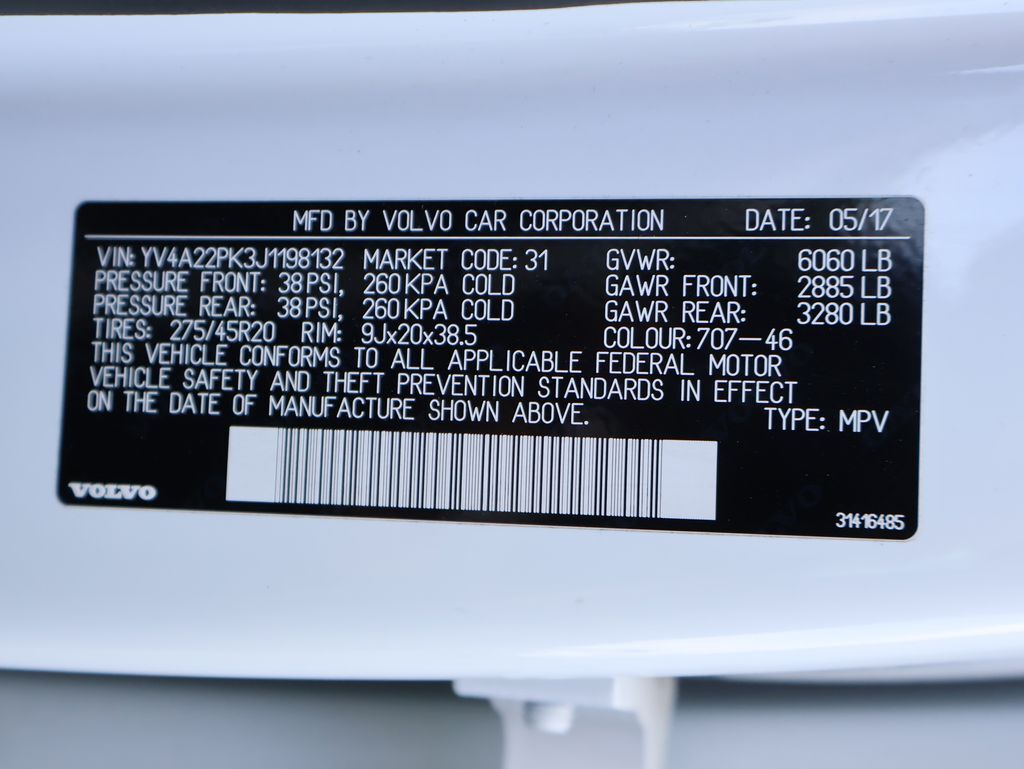 MFD BY VOLVO CAR CORPORATION DATE: 05/17
VIN: YV4A22PK3J1198132 MARKET CODE: 31 GVWR: 6060 LB
PRESSURE FRONT: 38 PSI, 260 KPA COLD GAWR FRONT: 2885 LB
PRESSURE REAR: 38 PSI, 260 KPA COLD GAWR REAR: 3280 LB
TIRES: 275/45R20 RIM: 9Jx20x38.5 COLOUR: 707-46
THIS VEHICLE CONFORMS TO ALL APPLICABLE FEDERAL MOTOR
VEHICLE SAFETY AND THEFT PREVENTION STANDARDS IN EFFECT
ON THE DATE OF MANUFACTURE SHOWN ABOVE. TYPE: MPV
VOLVO 31416485